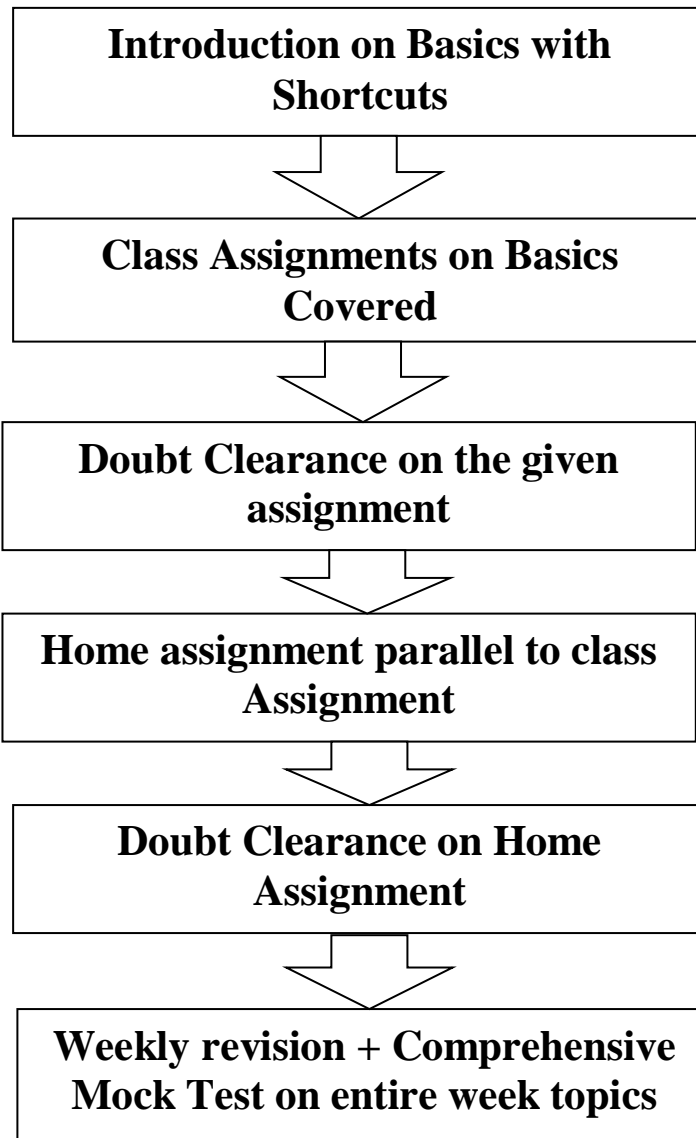 Introduction on Basics with
Shortcuts
Class Assignments on Basics
Covered
Doubt Clearance on the given
assignment
Home assignment parallel to class
Assignment
Doubt Clearance on Home
Assignment
Weekly revision + Comprehensive
Mock Test on entire week topics